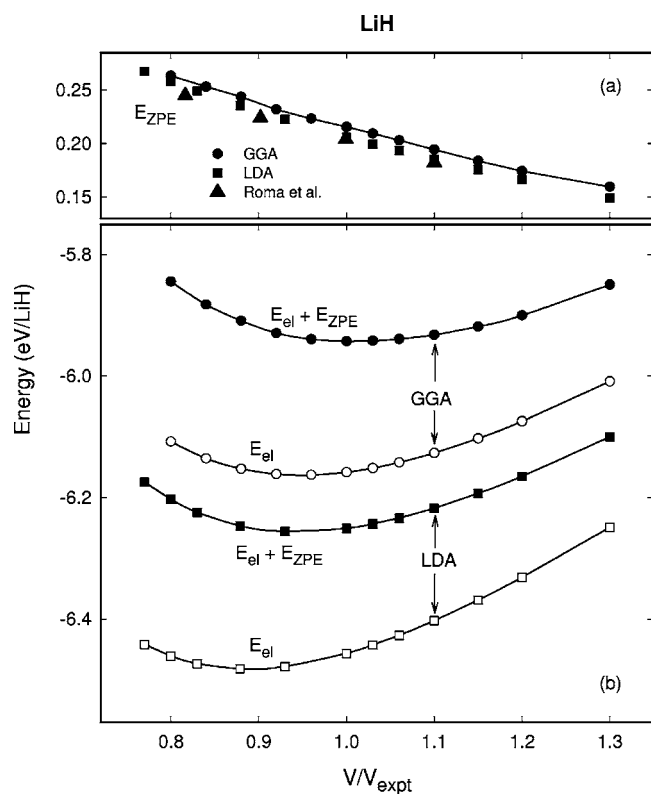 LiH
(a)
0.25
0.20
0.15
E_ZPE
GGA
LDA
Roma et al.
Energy (eV/LiH)
-5.8
-6.0
-6.2
-6.4
E_el + E_ZPE
GGA
E_el
E_el + E_ZPE
LDA
E_el
(b)
0.8 0.9 1.0 1.1 1.2 1.3
V/V_expt